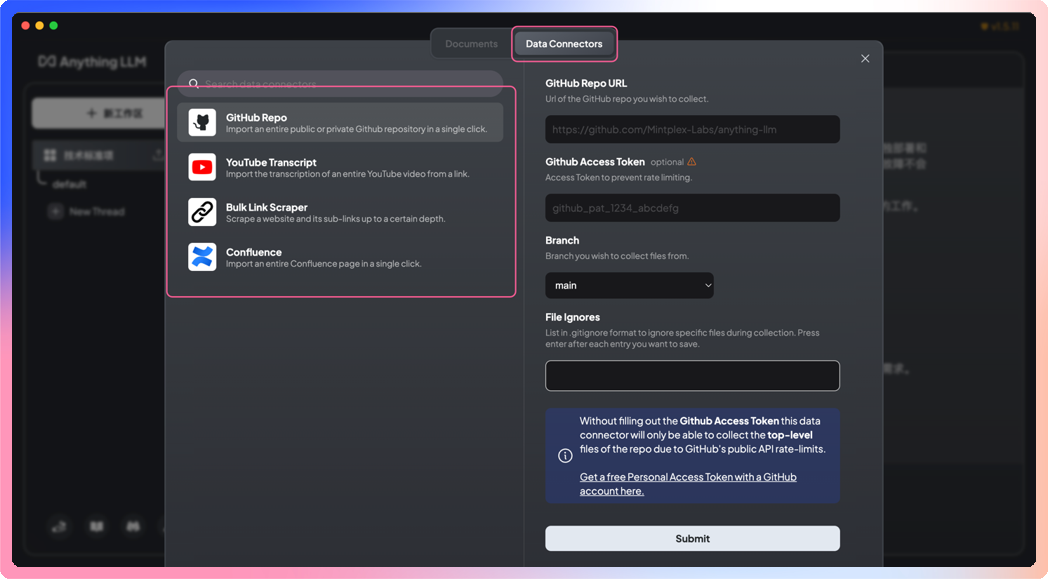 v1.5.11
Anything LLM
Documents
Data Connectors
Search data connectors
+ 新工作区
default
New Thread
GitHub Repo
Import an entire public or private Github repository in a single click.
YouTube Transcript
Import the transcription of an entire YouTube video from a link.
Bulk Link Scraper
Scrape a website and its sub-links up to a certain depth.
Confluence
Import an entire Confluence page in a single click.
GitHub Repo URL
Url of the GitHub repo you wish to collect.
https://github.com/Mintplex-Labs/anything-llm
Github Access Token optional
Access Token to prevent rate limiting.
github_pat_1234_abcdefg
Branch
Branch you wish to collect files from.
main
File Ignores
List in .gitignore format to ignore specific files during collection. Press
enter after each entry you want to save.
Without filling out the Github Access Token this data
connector will only be able to collect the top-level
files of the repo due to GitHub's public API rate-limits.
Get a free Personal Access Token with a GitHub
account here.
Submit